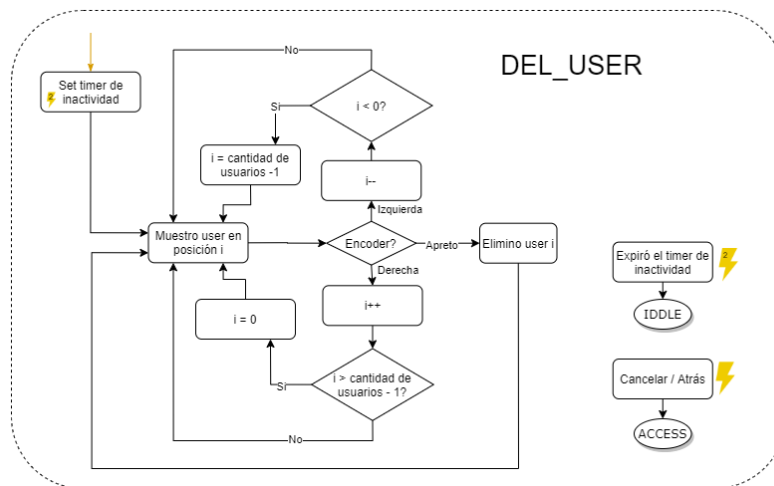 DEL_USER
Set timer de
inactividad
2
No
i < 0?
Si
i = cantidad de
usuarios -1
i--
Izquierda
Muestro user en
posición i
Encoder?
Apreto
Elimino user i
Derecha
i = 0
i++
i > cantidad de
usuarios - 1?
Si
No
Expiró el timer de
inactividad
2
IDDLE
Cancelar / Atrás
ACCESS